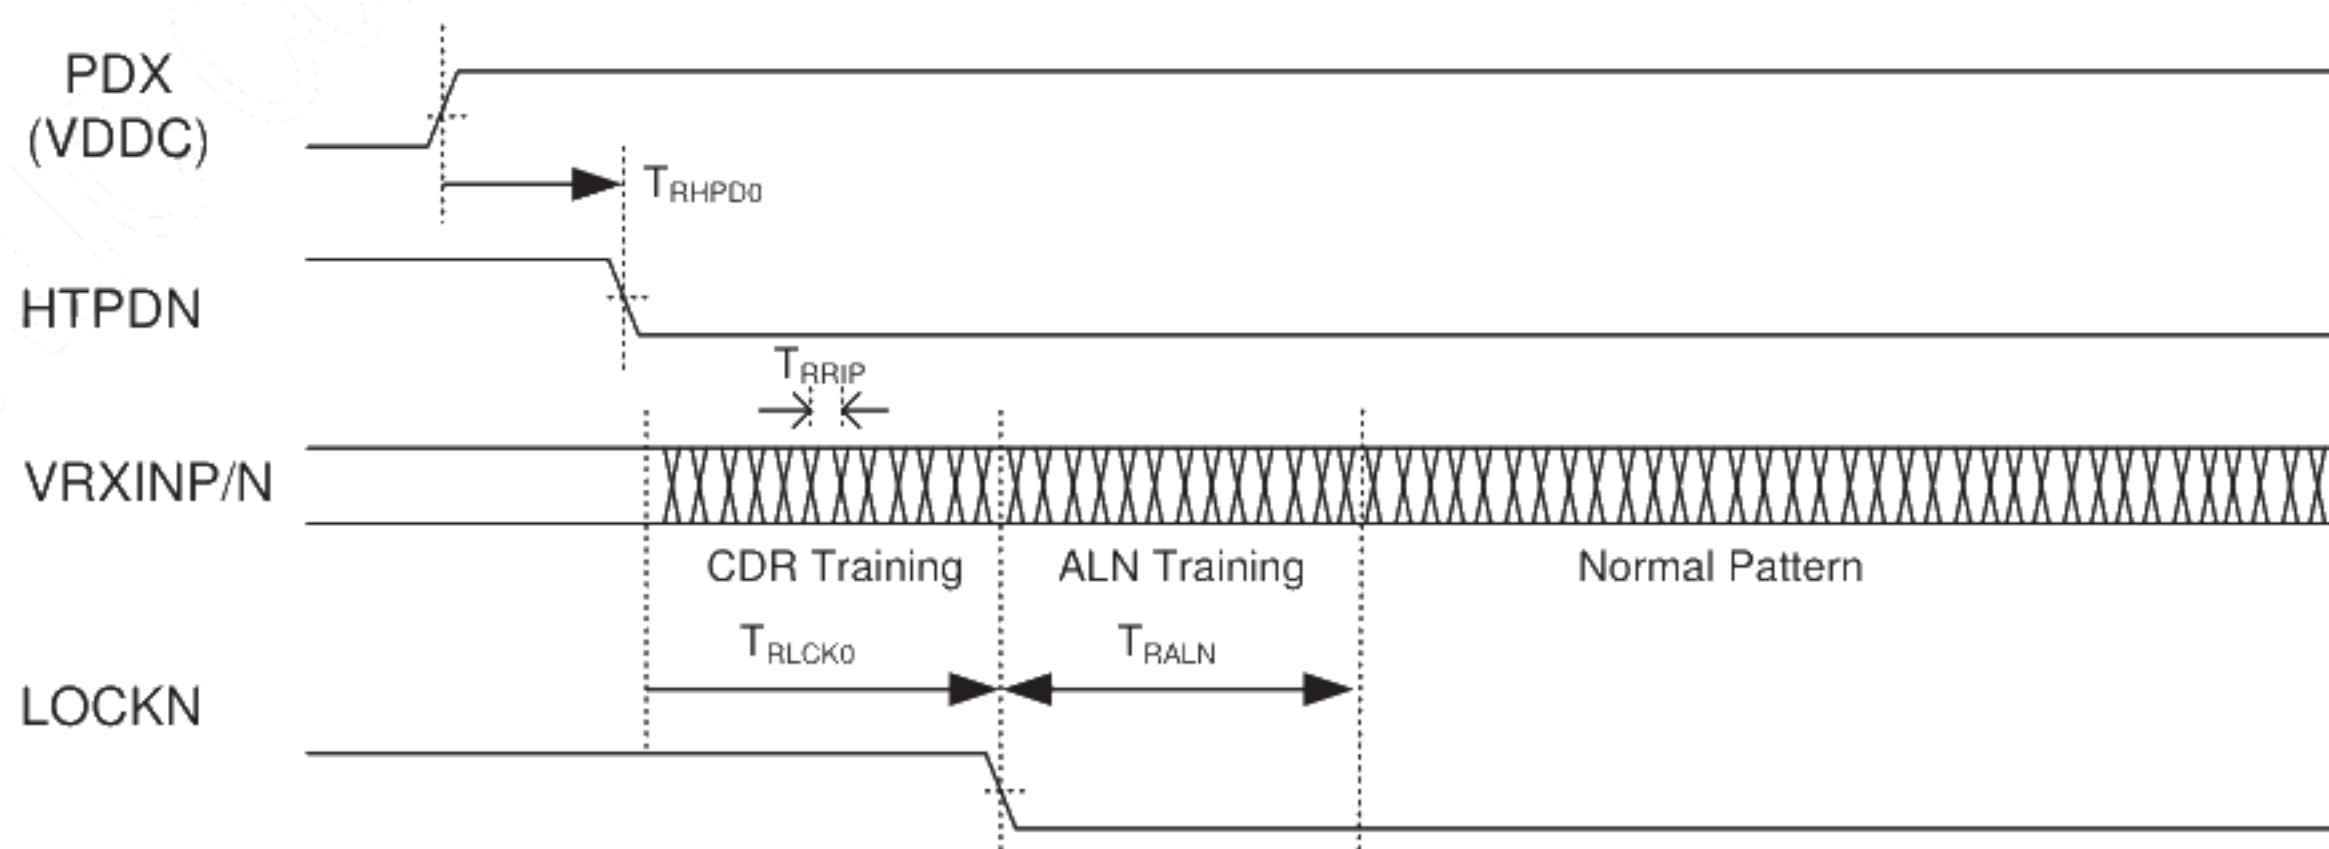 PDX
(VDDC)
TRHPD0
HTPDN
TRRIP
VRXINP/N
CDR Training
ALN Training
Normal Pattern
TRLCK0
TRALN
LOCKN